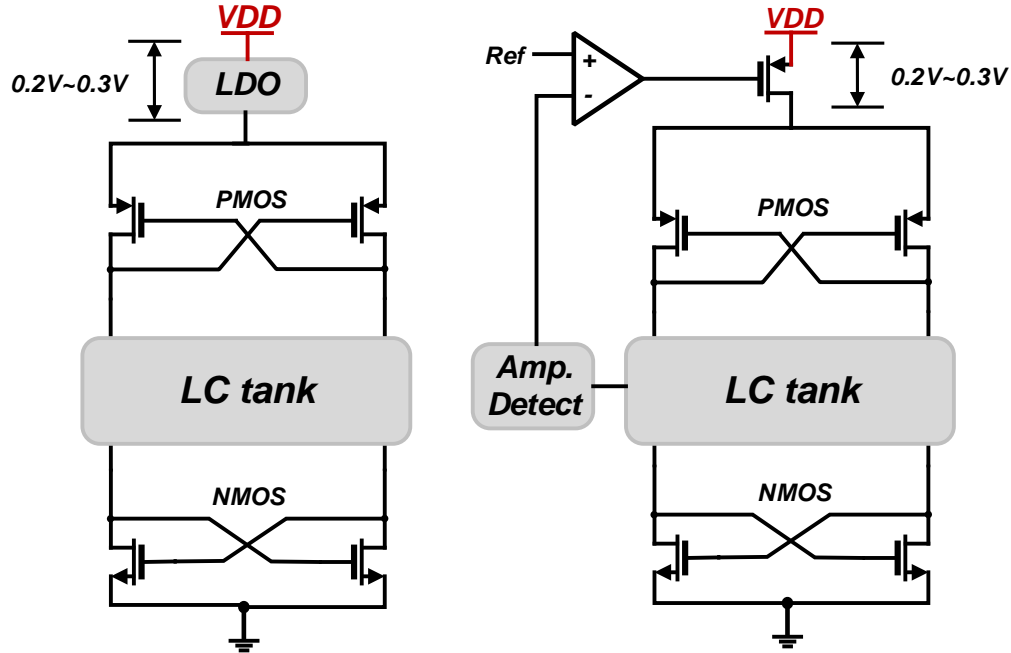 VDD
0.2V~0.3V
LDO
PMOS
LC tank
NMOS
VDD
Ref
+
-
0.2V~0.3V
PMOS
Amp.
Detect
LC tank
NMOS